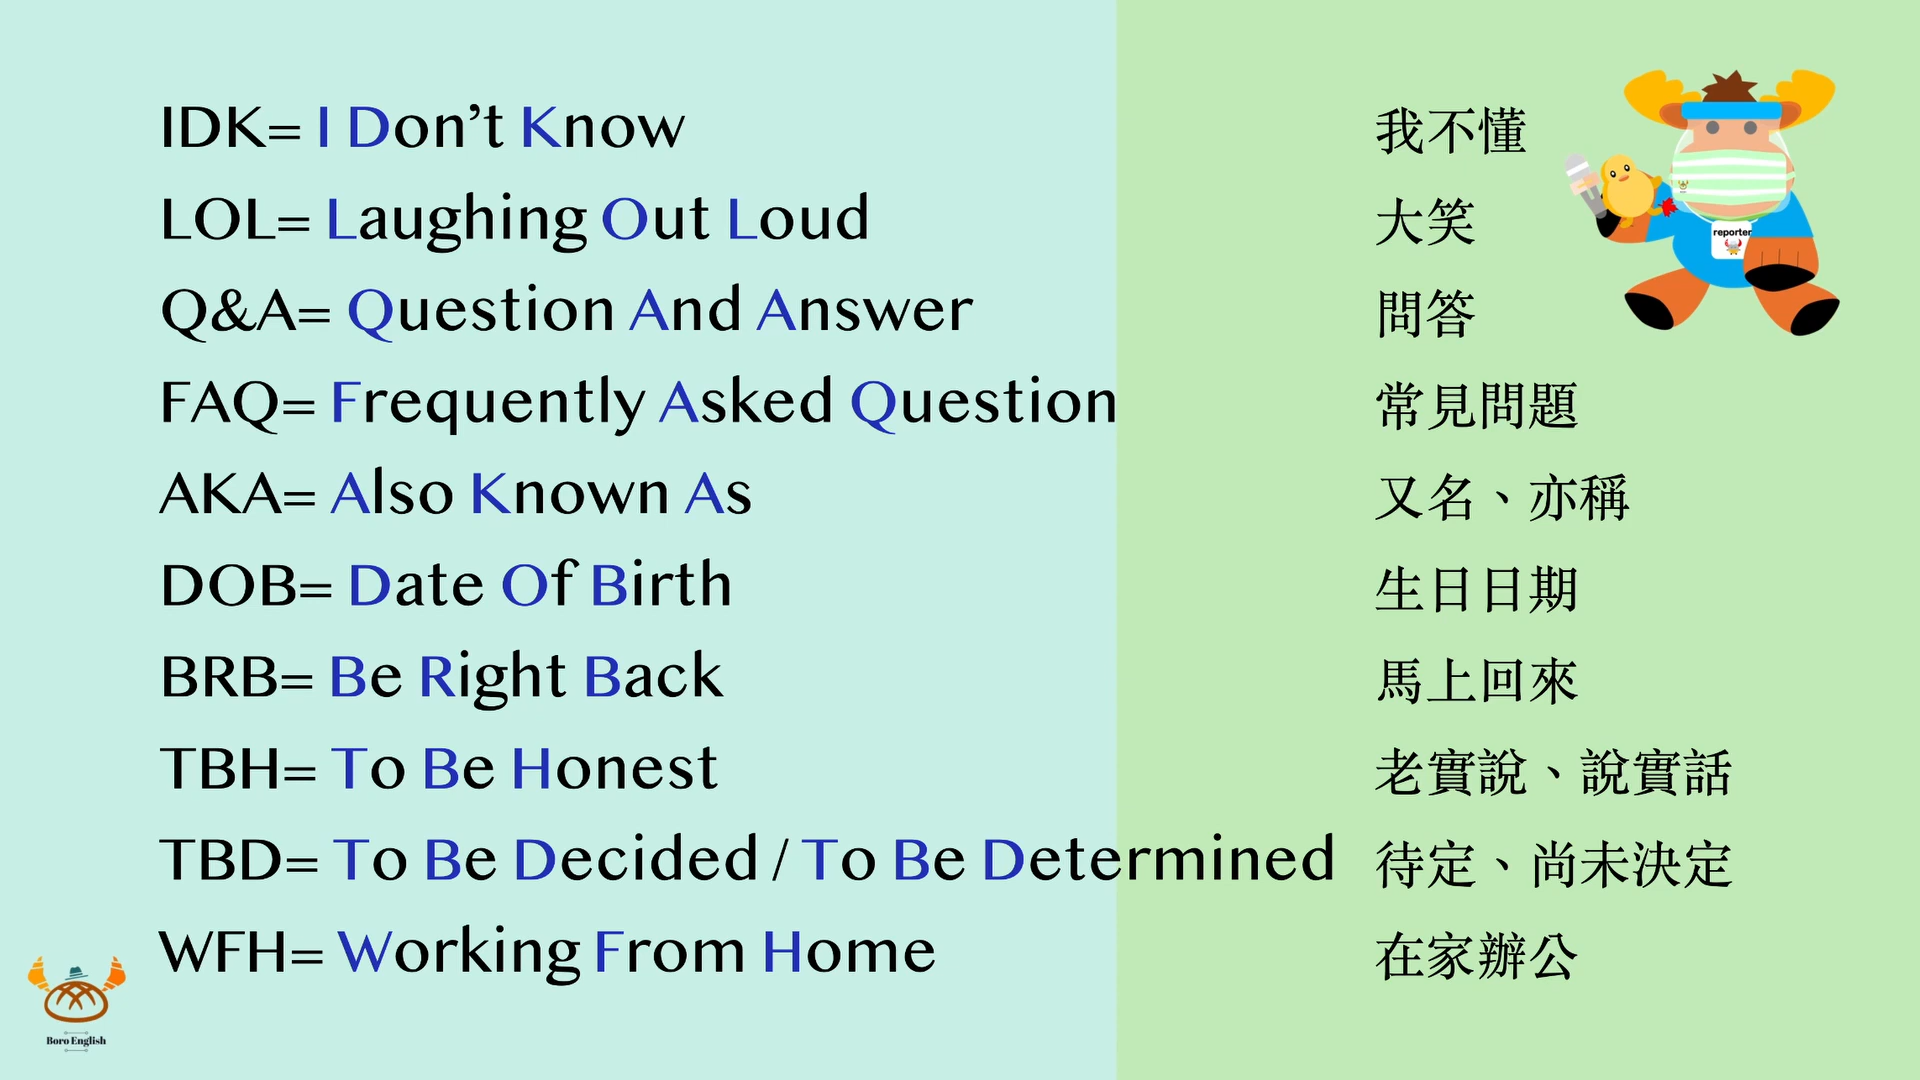 IDK= I Don't Know 我不懂
LOL= Laughing Out Loud 大笑
Q&A= Question And Answer 問答
FAQ= Frequently Asked Question 常見問題
AKA= Also Known As 又名、亦稱
DOB= Date Of Birth 生日日期
BRB= Be Right Back 馬上回來
TBH= To Be Honest 老實說、說實話
TBD= To Be Decided / To Be Determined 待定、尚未決定
WFH= Working From Home 在家辦公
reporter
Boro English